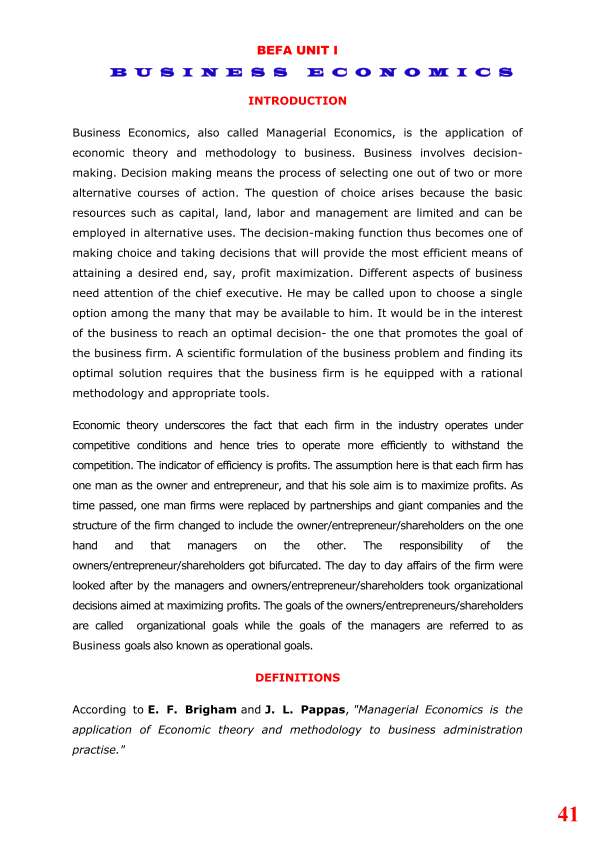 BEFA UNIT I
BUSINESS ECONOMICS
INTRODUCTION
Business Economics, also called Managerial Economics, is the application of
economic theory and methodology to business. Business involves decision-
making. Decision making means the process of selecting one out of two or more
alternative courses of action. The question of choice arises because the basic
resources such as capital, land, labor and management are limited and can be
employed in alternative uses. The decision-making function thus becomes one of
making choice and taking decisions that will provide the most efficient means of
attaining a desired end, say, profit maximization. Different aspects of business
need attention of the chief executive. He may be called upon to choose a single
option among the many that may be available to him. It would be in the interest
of the business to reach an optimal decision- the one that promotes the goal of
the business firm. A scientific formulation of the business problem and finding its
optimal solution requires that the business firm is he equipped with a rational
methodology and appropriate tools.
Economic theory underscores the fact that each firm in the industry operates under
competitive conditions and hence tries to operate more efficiently to withstand the
competition. The indicator of efficiency is profits. The assumption here is that each firm has
one man as the owner and entrepreneur, and that his sole aim is to maximize profits. As
time passed, one man firms were replaced by partnerships and giant companies and the
structure of the firm changed to include the owner/entrepreneur/shareholders on the one
hand and that managers on the other. The responsibility of the
owners/entrepreneur/shareholders got bifurcated. The day to day affairs of the firm were
looked after by the managers and owners/entrepreneur/shareholders took organizational
decisions aimed at maximizing profits. The goals of the owners/entrepreneurs/shareholders
are called organizational goals while the goals of the managers are referred to as
Business goals also known as operational goals.
DEFINITIONS
According to E. F. Brigham and J. L. Pappas, "Managerial Economics is the
application of Economic theory and methodology to business administration
practise."
41